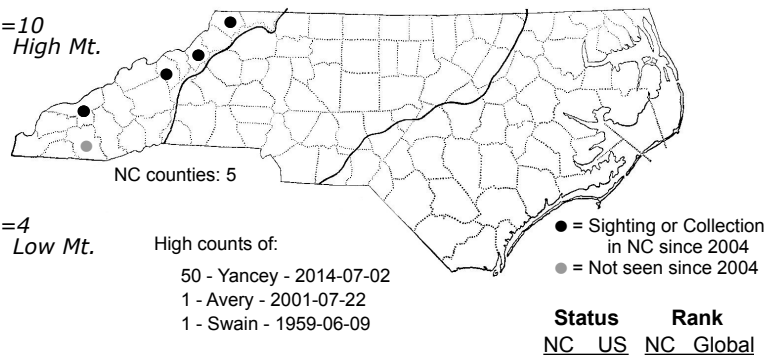 =10
High Mt.
NC counties: 5
=4
Low Mt.
High counts of:
50 - Yancey - 2014-07-02
1 - Avery - 2001-07-22
1 - Swain - 1959-06-09
= Sighting or Collection
in NC since 2004
= Not seen since 2004
Status Rank
NC US NC Global